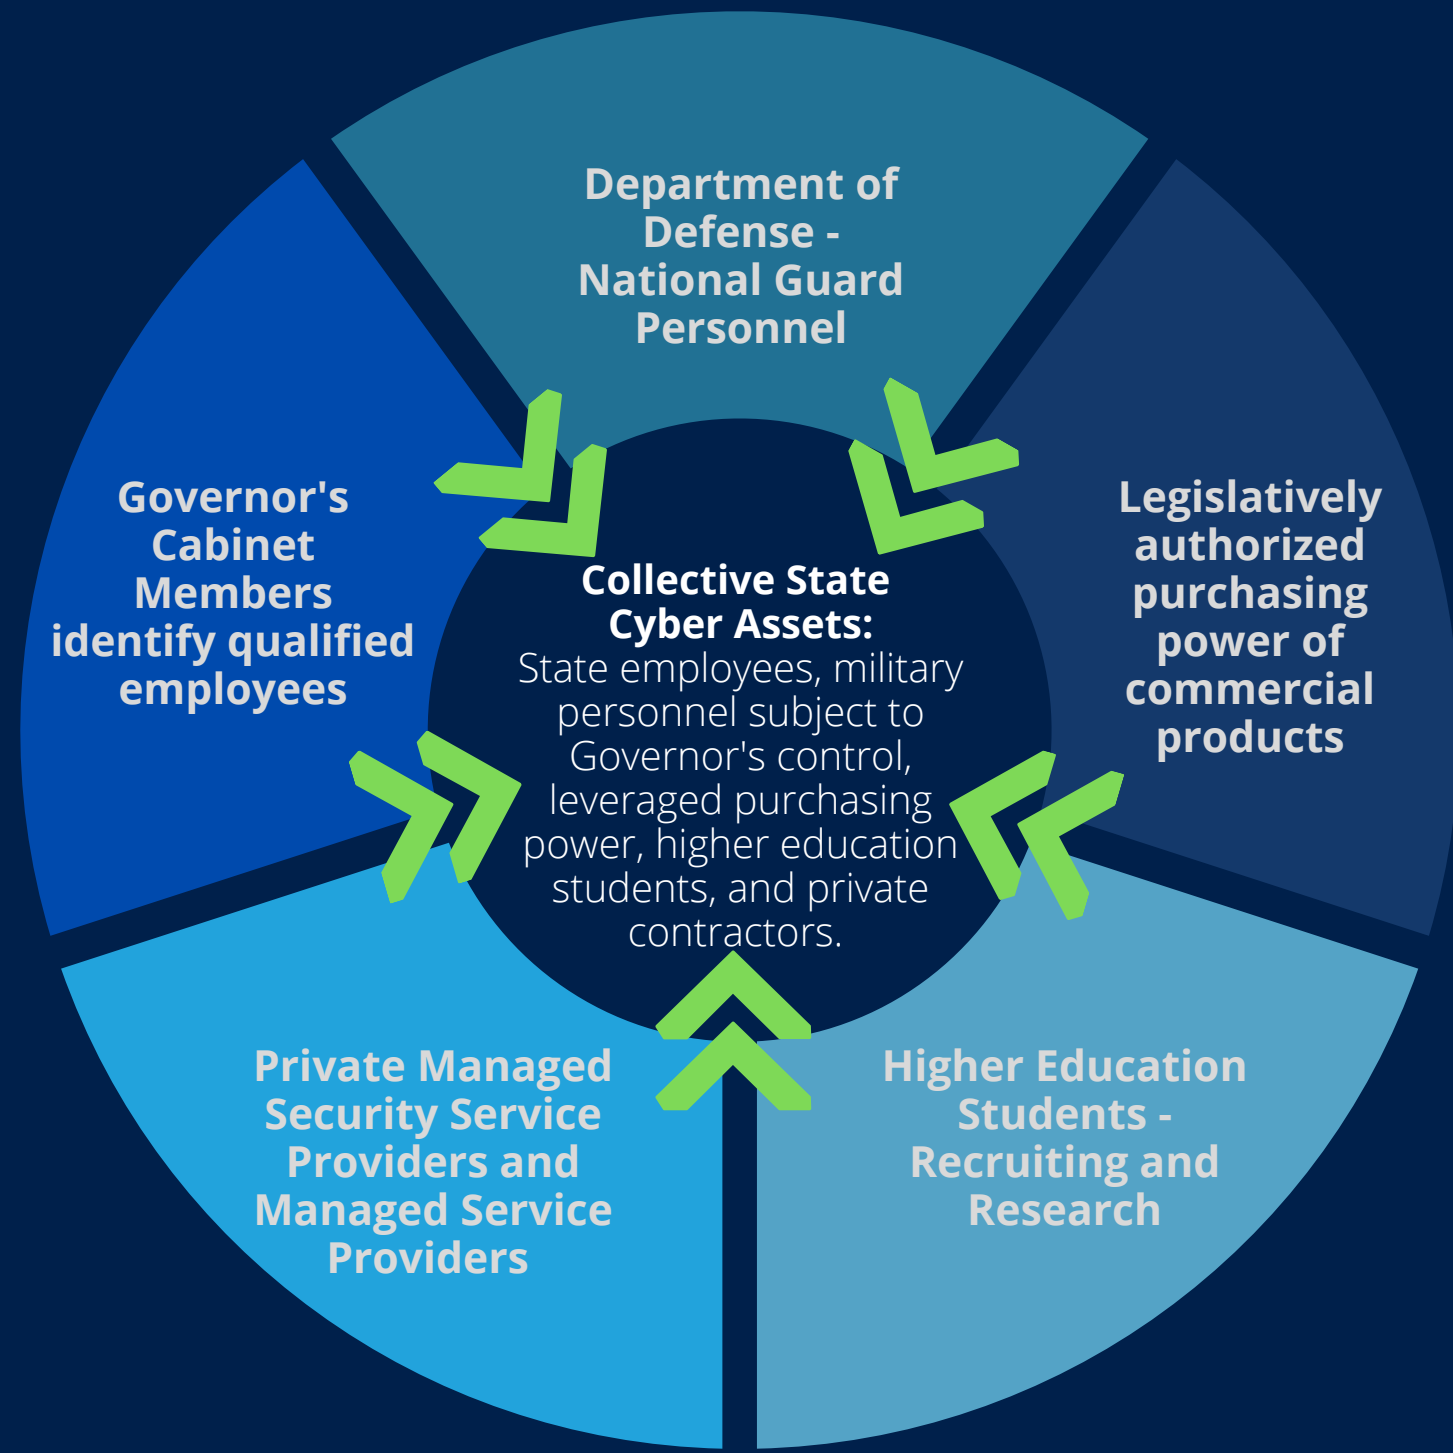 Department of
Defense -
National Guard
Personnel
Governor's
Cabinet
Members
identify qualified
employees
Legislatively
authorized
purchasing
power of
commercial
products
Collective State
Cyber Assets:
State employees, military
personnel subject to
Governor's control,
leveraged purchasing
power, higher education
students, and private
contractors.
Private Managed
Security Service
Providers and
Managed Service
Providers
Higher Education
Students -
Recruiting and
Research